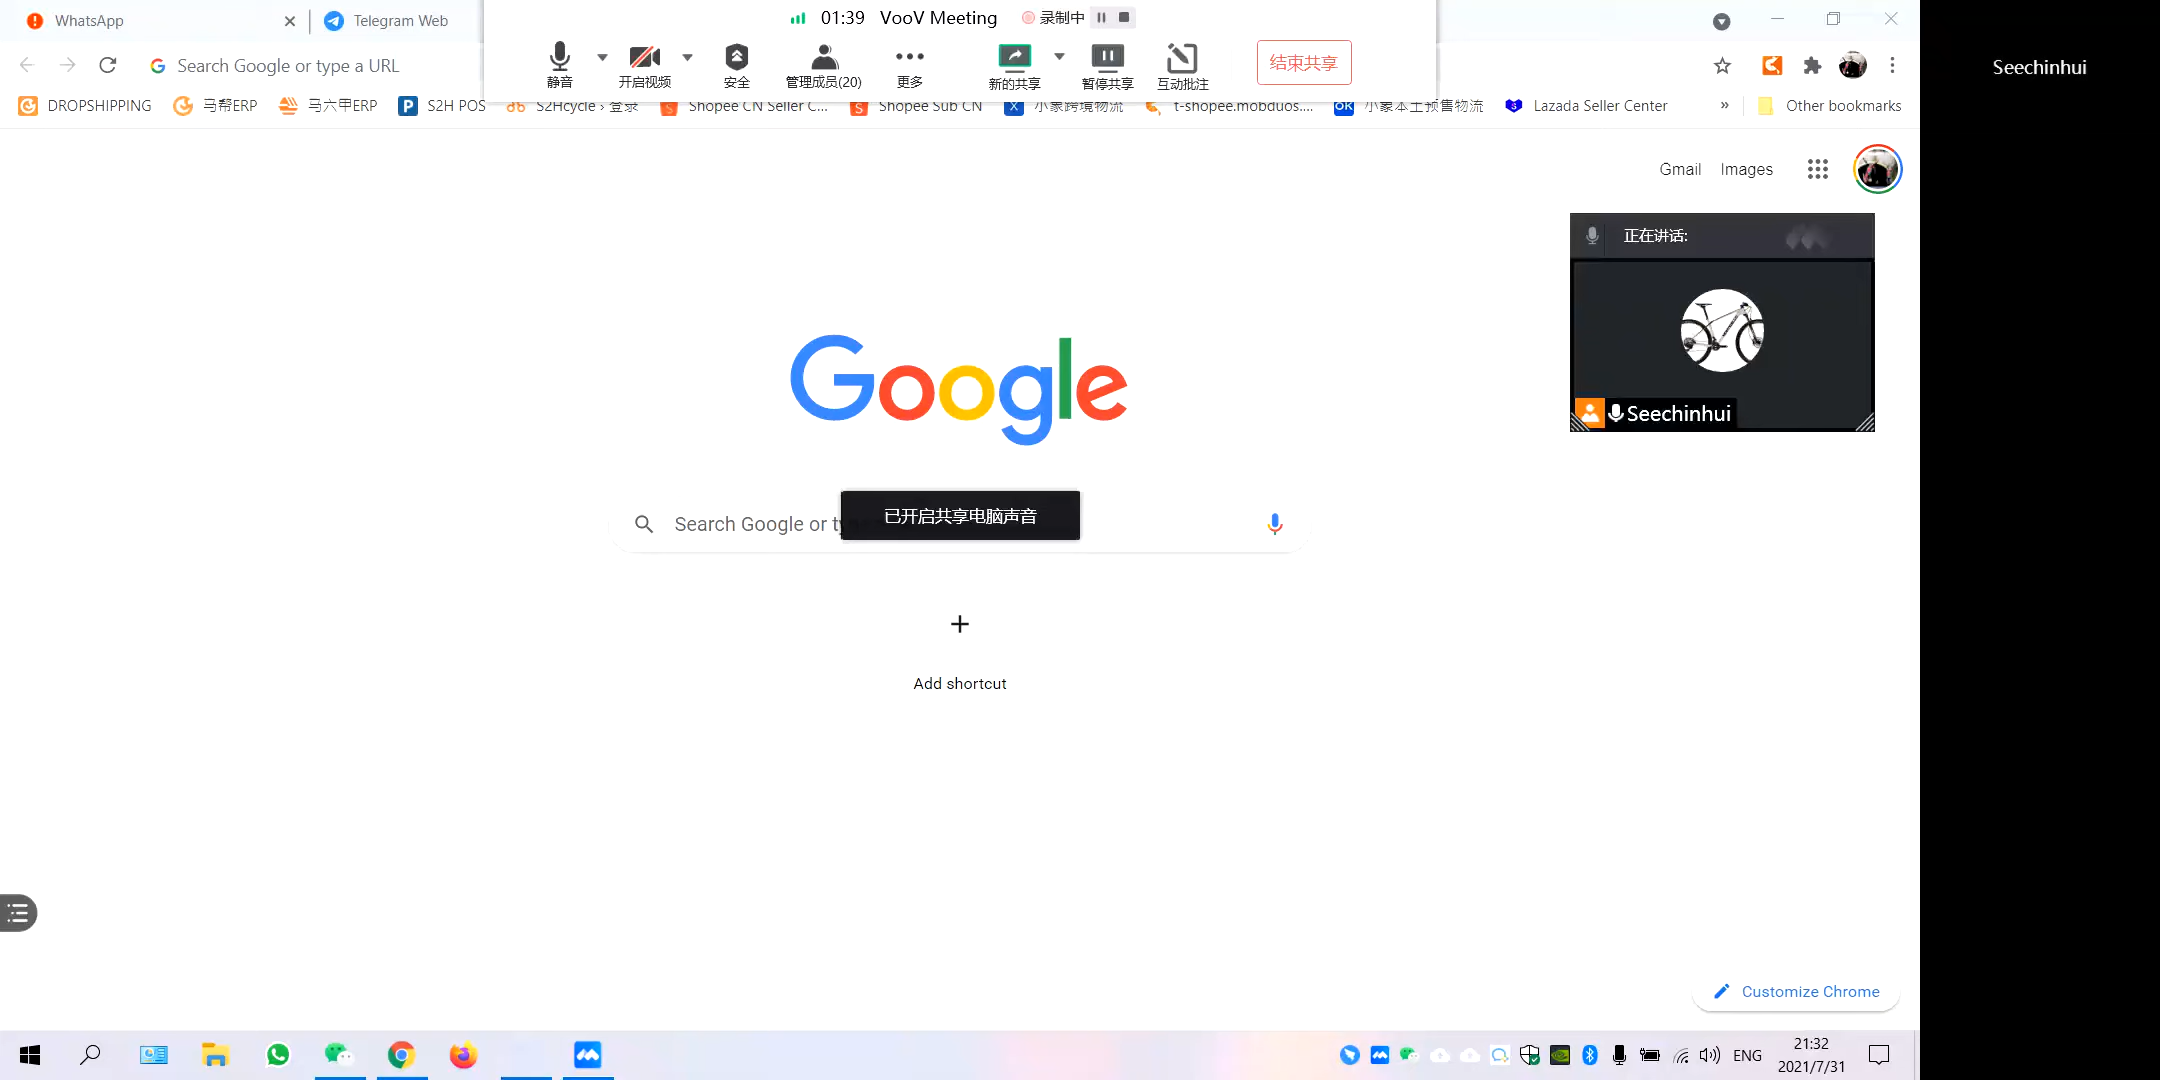 WhatsApp
Telegram Web
01:39 VooV Meeting 录制中
静音
开启视频
安全
管理成员(20)
更多
新的共享
暂停共享
互动批注
结束共享
Seechinhui
Search Google or type a URL
DROPSHIPPING
马帮ERP
马六甲ERP
S2H POS
S2Hcycle › 登录
Shopee CN Seller C...
Shopee Sub CN
小象跨境物流
t-shopee.mobduos....
OK
小象本土预售物流
Lazada Seller Center
»
Other bookmarks
Gmail
Images
正在讲话:
Seechinhui
Google
Search Google or ty
已开启共享电脑声音
Add shortcut
Customize Chrome
ENG
21:32
2021/7/31